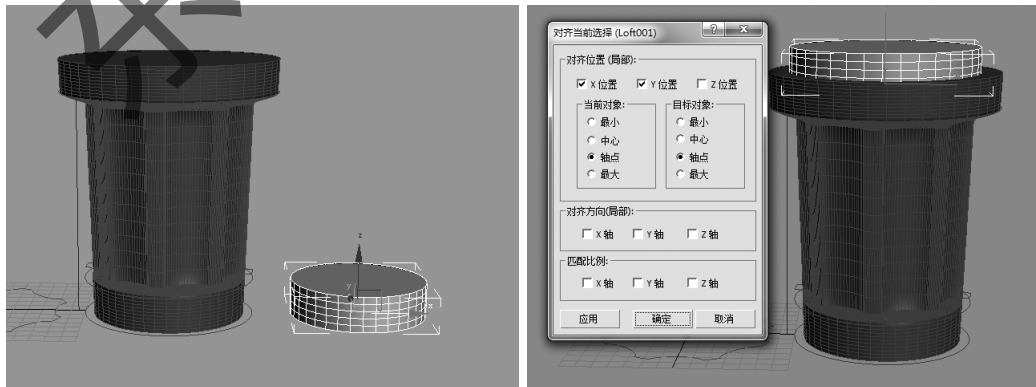 z
y
x
对齐当前选择 (Loft001)
对齐位置 (局部):
X 位置 Y 位置 Z 位置
当前对象: 目标对象:
最小 最小
中心 中心
轴点 轴点
最大 最大
对齐方向(局部):
X 轴 Y 轴 Z 轴
匹配比例:
X 轴 Y 轴 Z 轴
应用 确定 取消